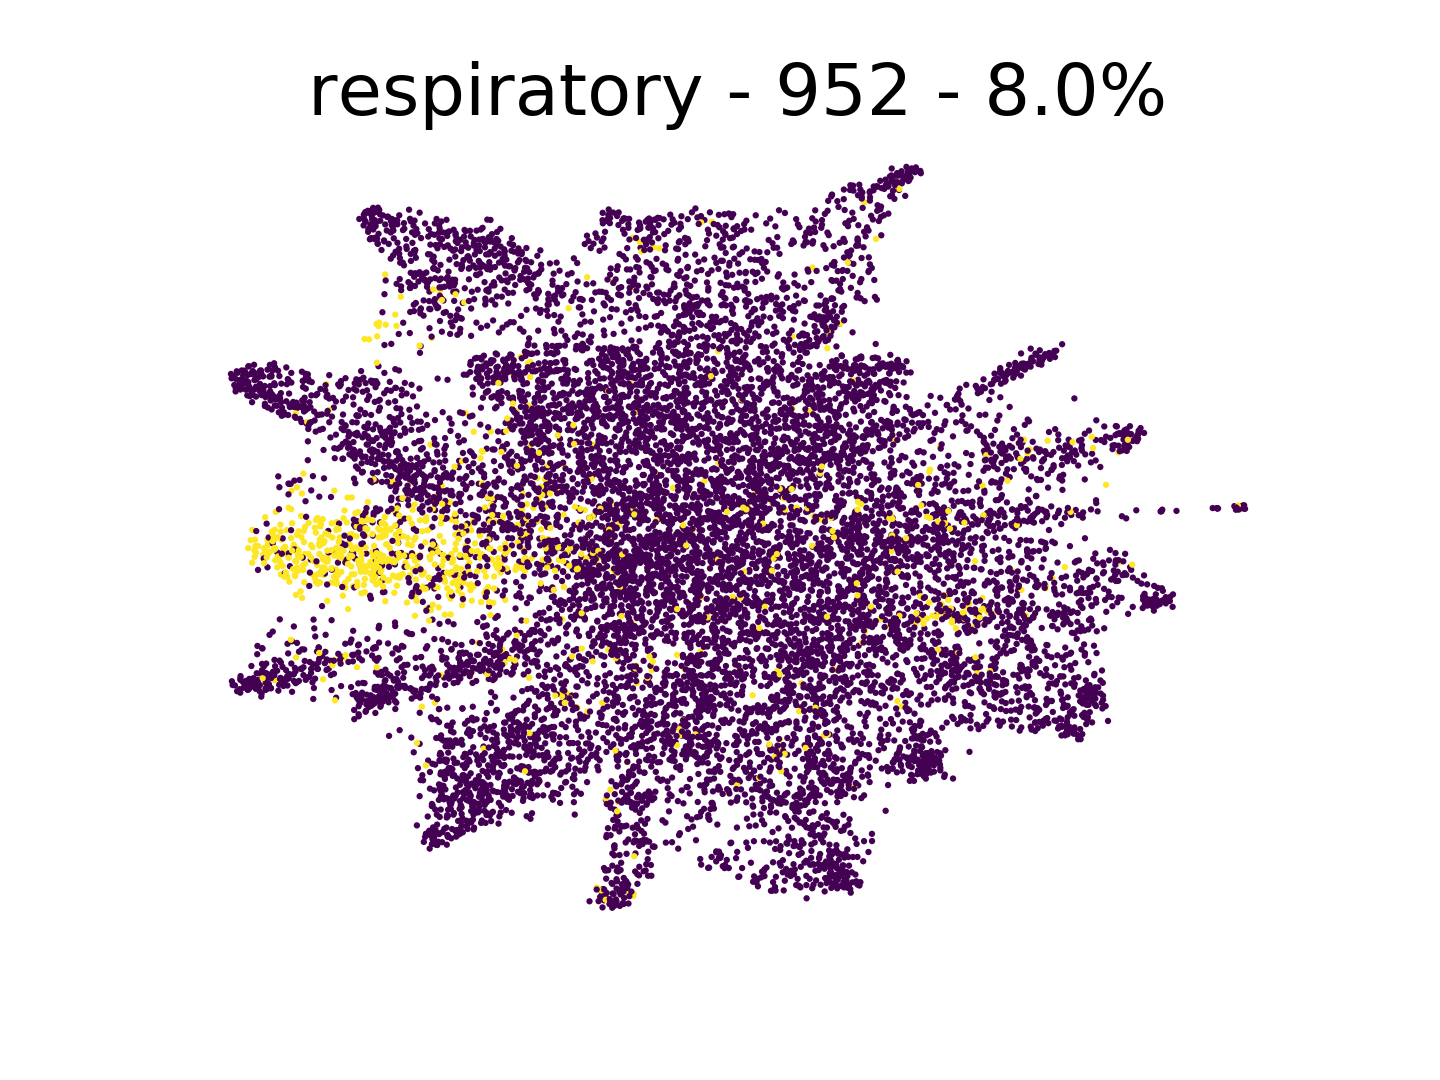 respiratory - 952 - 8.0%